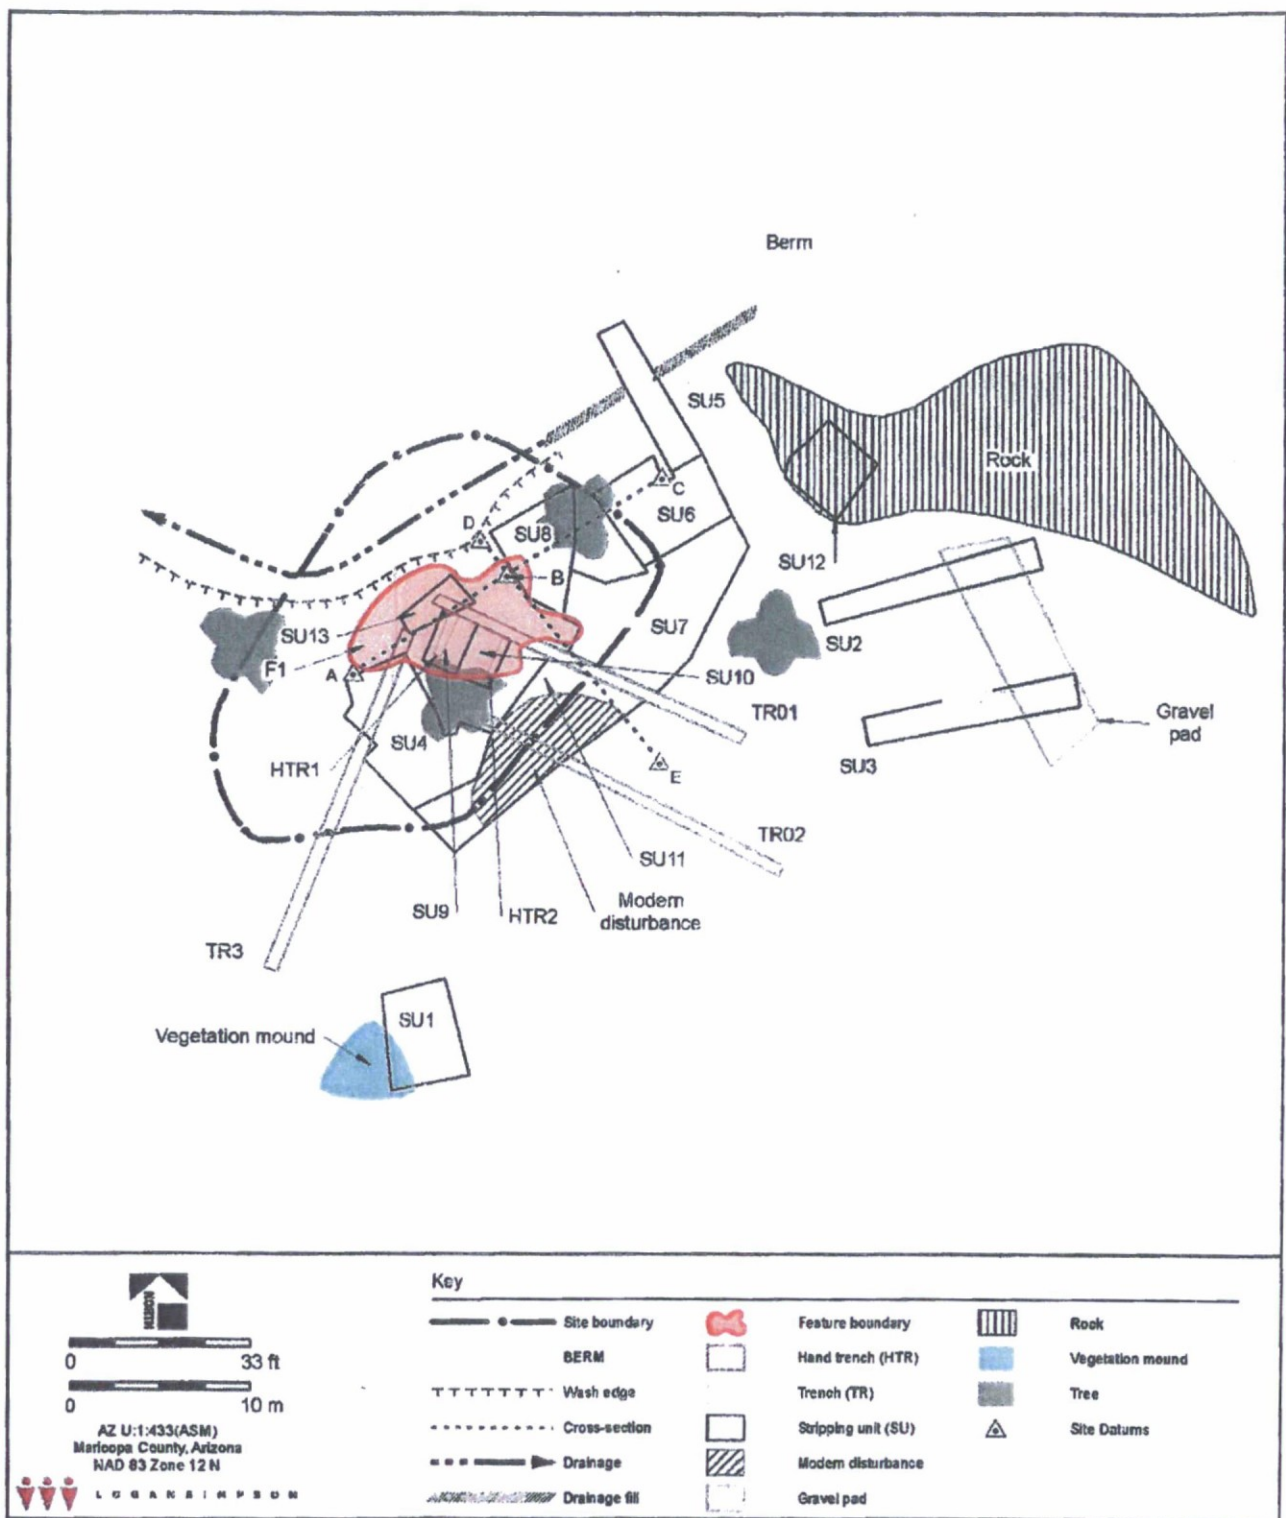 Berm
SU5
Rock
C
SU6
D
SU8
SU12
B
SU7
SU13
SU2
F1
A
SU10
TR01
Gravel
pad
SU4
SU3
HTR1
E
TR02
SU11
Modern
disturbance
SU9
HTR2
TR3
SU1
Vegetation mound
NORTH
0 33 ft
0 10 m
AZ U:1:433(ASM)
Maricopa County, Arizona
NAD 83 Zone 12 N
LOGANSIMPSON
Key
Site boundary
BERM
Wash edge
Cross-section
Drainage
Drainage fill
Feature boundary
Hand trench (HTR)
Trench (TR)
Stripping unit (SU)
Modern disturbance
Gravel pad
Rock
Vegetation mound
Tree
Site Datums